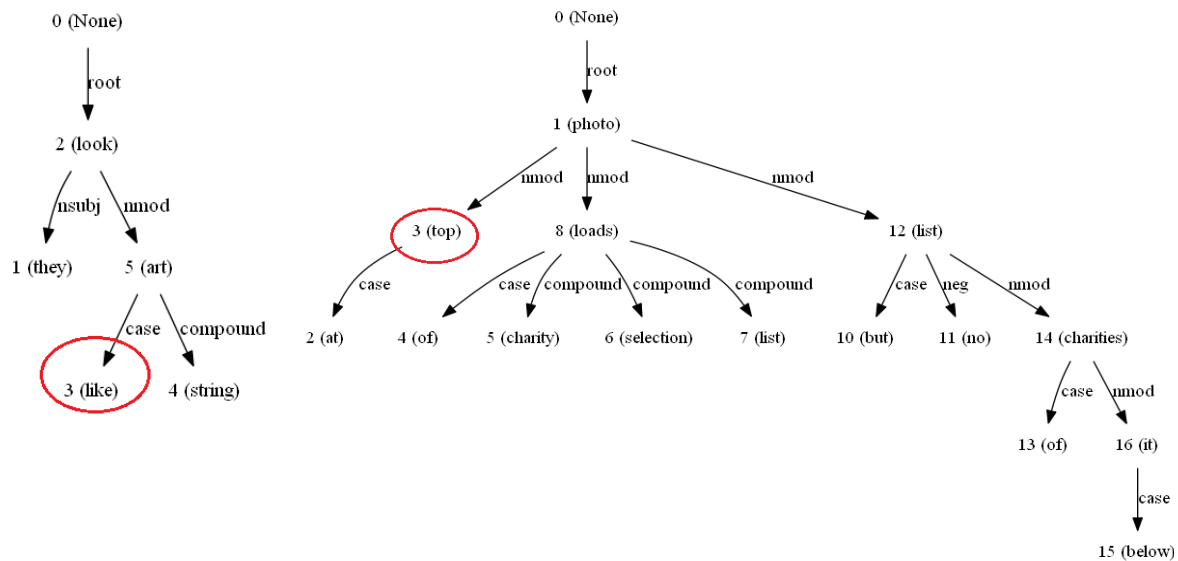 0 (None)
root
2 (look)
nsubj
nmod
1 (they)
5 (art)
case
compound
3 (like)
4 (string)
0 (None)
root
1 (photo)
nmod
nmod
nmod
3 (top)
8 (loads)
12 (list)
case
case
compound
compound
compound
case
neg
nmod
2 (at)
4 (of)
5 (charity)
6 (selection)
7 (list)
10 (but)
11 (no)
14 (charities)
case
nmod
13 (of)
16 (it)
case
15 (below)